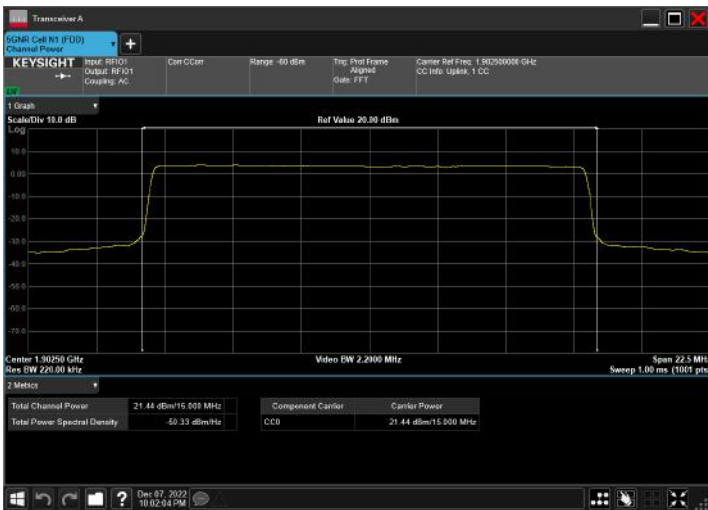 Transceiver A
5GNR Cell N1 (FDD)
Channel Power
KEYSIGHT
Input: RFIO1
Output: RFIO1
Coupling: AC
Corr CCorr
Range: -60 dBm
Trig: Prot Frame
Aligned
Gate: FFT
Carrier Ref Freq: 1.902500000 GHz
CC Info: Uplink, 1 CC
1 Graph
Scale/Div 10.0 dB
Ref Value 20.00 dBm
Log
10.0
0.00
-10.0
-20.0
-30.0
-40.0
-50.0
-60.0
-70.0
Center 1.90250 GHz
Video BW 2.2000 MHz
Span 22.5 MHz
Res BW 220.00 kHz
Sweep 1.00 ms (1001 pts
2 Metrics
Total Channel Power 21.44 dBm/15.000 MHz
Total Power Spectral Density -50.33 dBm/Hz
Component Carrier Carrier Power
CC0 21.44 dBm/15.000 MHz
?
Dec 07, 2022
10:02:04 PM